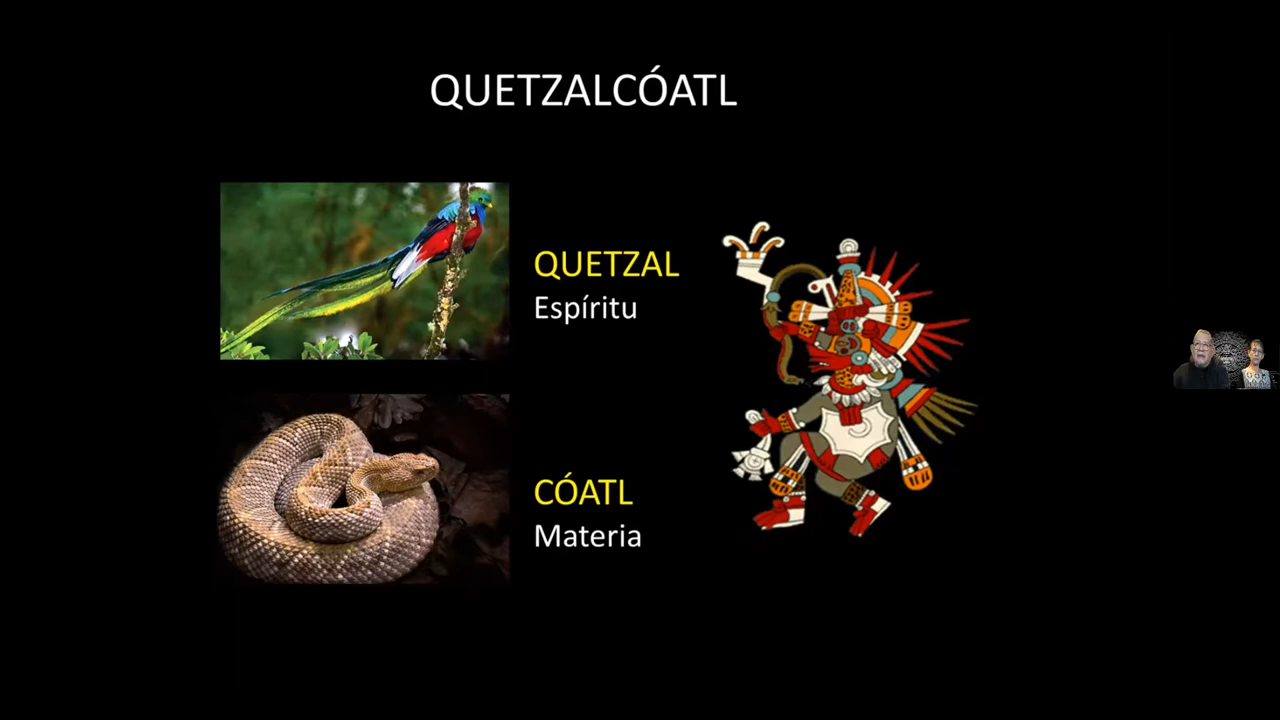 QUETZALCÓATL
QUETZAL
Espíritu
CÓATL
Materia